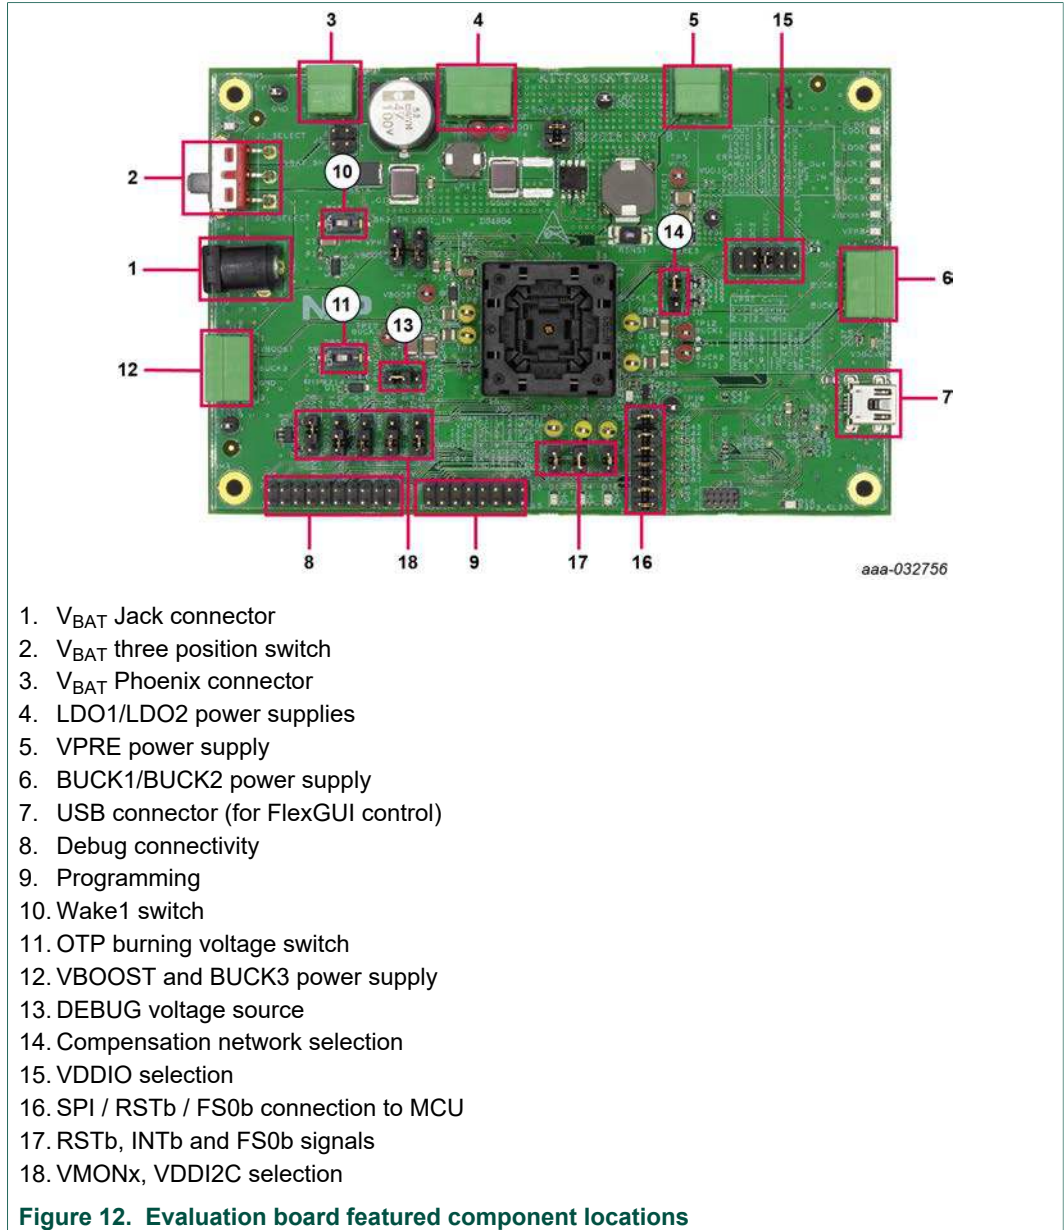 3 4 5 15
2
10
14
1
6
11
13
12
7
8 18 9 17 16
aaa-032756
NXP
1. VBAT Jack connector
2. VBAT three position switch
3. VBAT Phoenix connector
4. LDO1/LDO2 power supplies
5. VPRE power supply
6. BUCK1/BUCK2 power supply
7. USB connector (for FlexGUI control)
8. Debug connectivity
9. Programming
10. Wake1 switch
11. OTP burning voltage switch
12. VBOOST and BUCK3 power supply
13. DEBUG voltage source
14. Compensation network selection
15. VDDIO selection
16. SPI / RSTb / FS0b connection to MCU
17. RSTb, INTb and FS0b signals
18. VMONx, VDDI2C selection
Figure 12. Evaluation board featured component locations